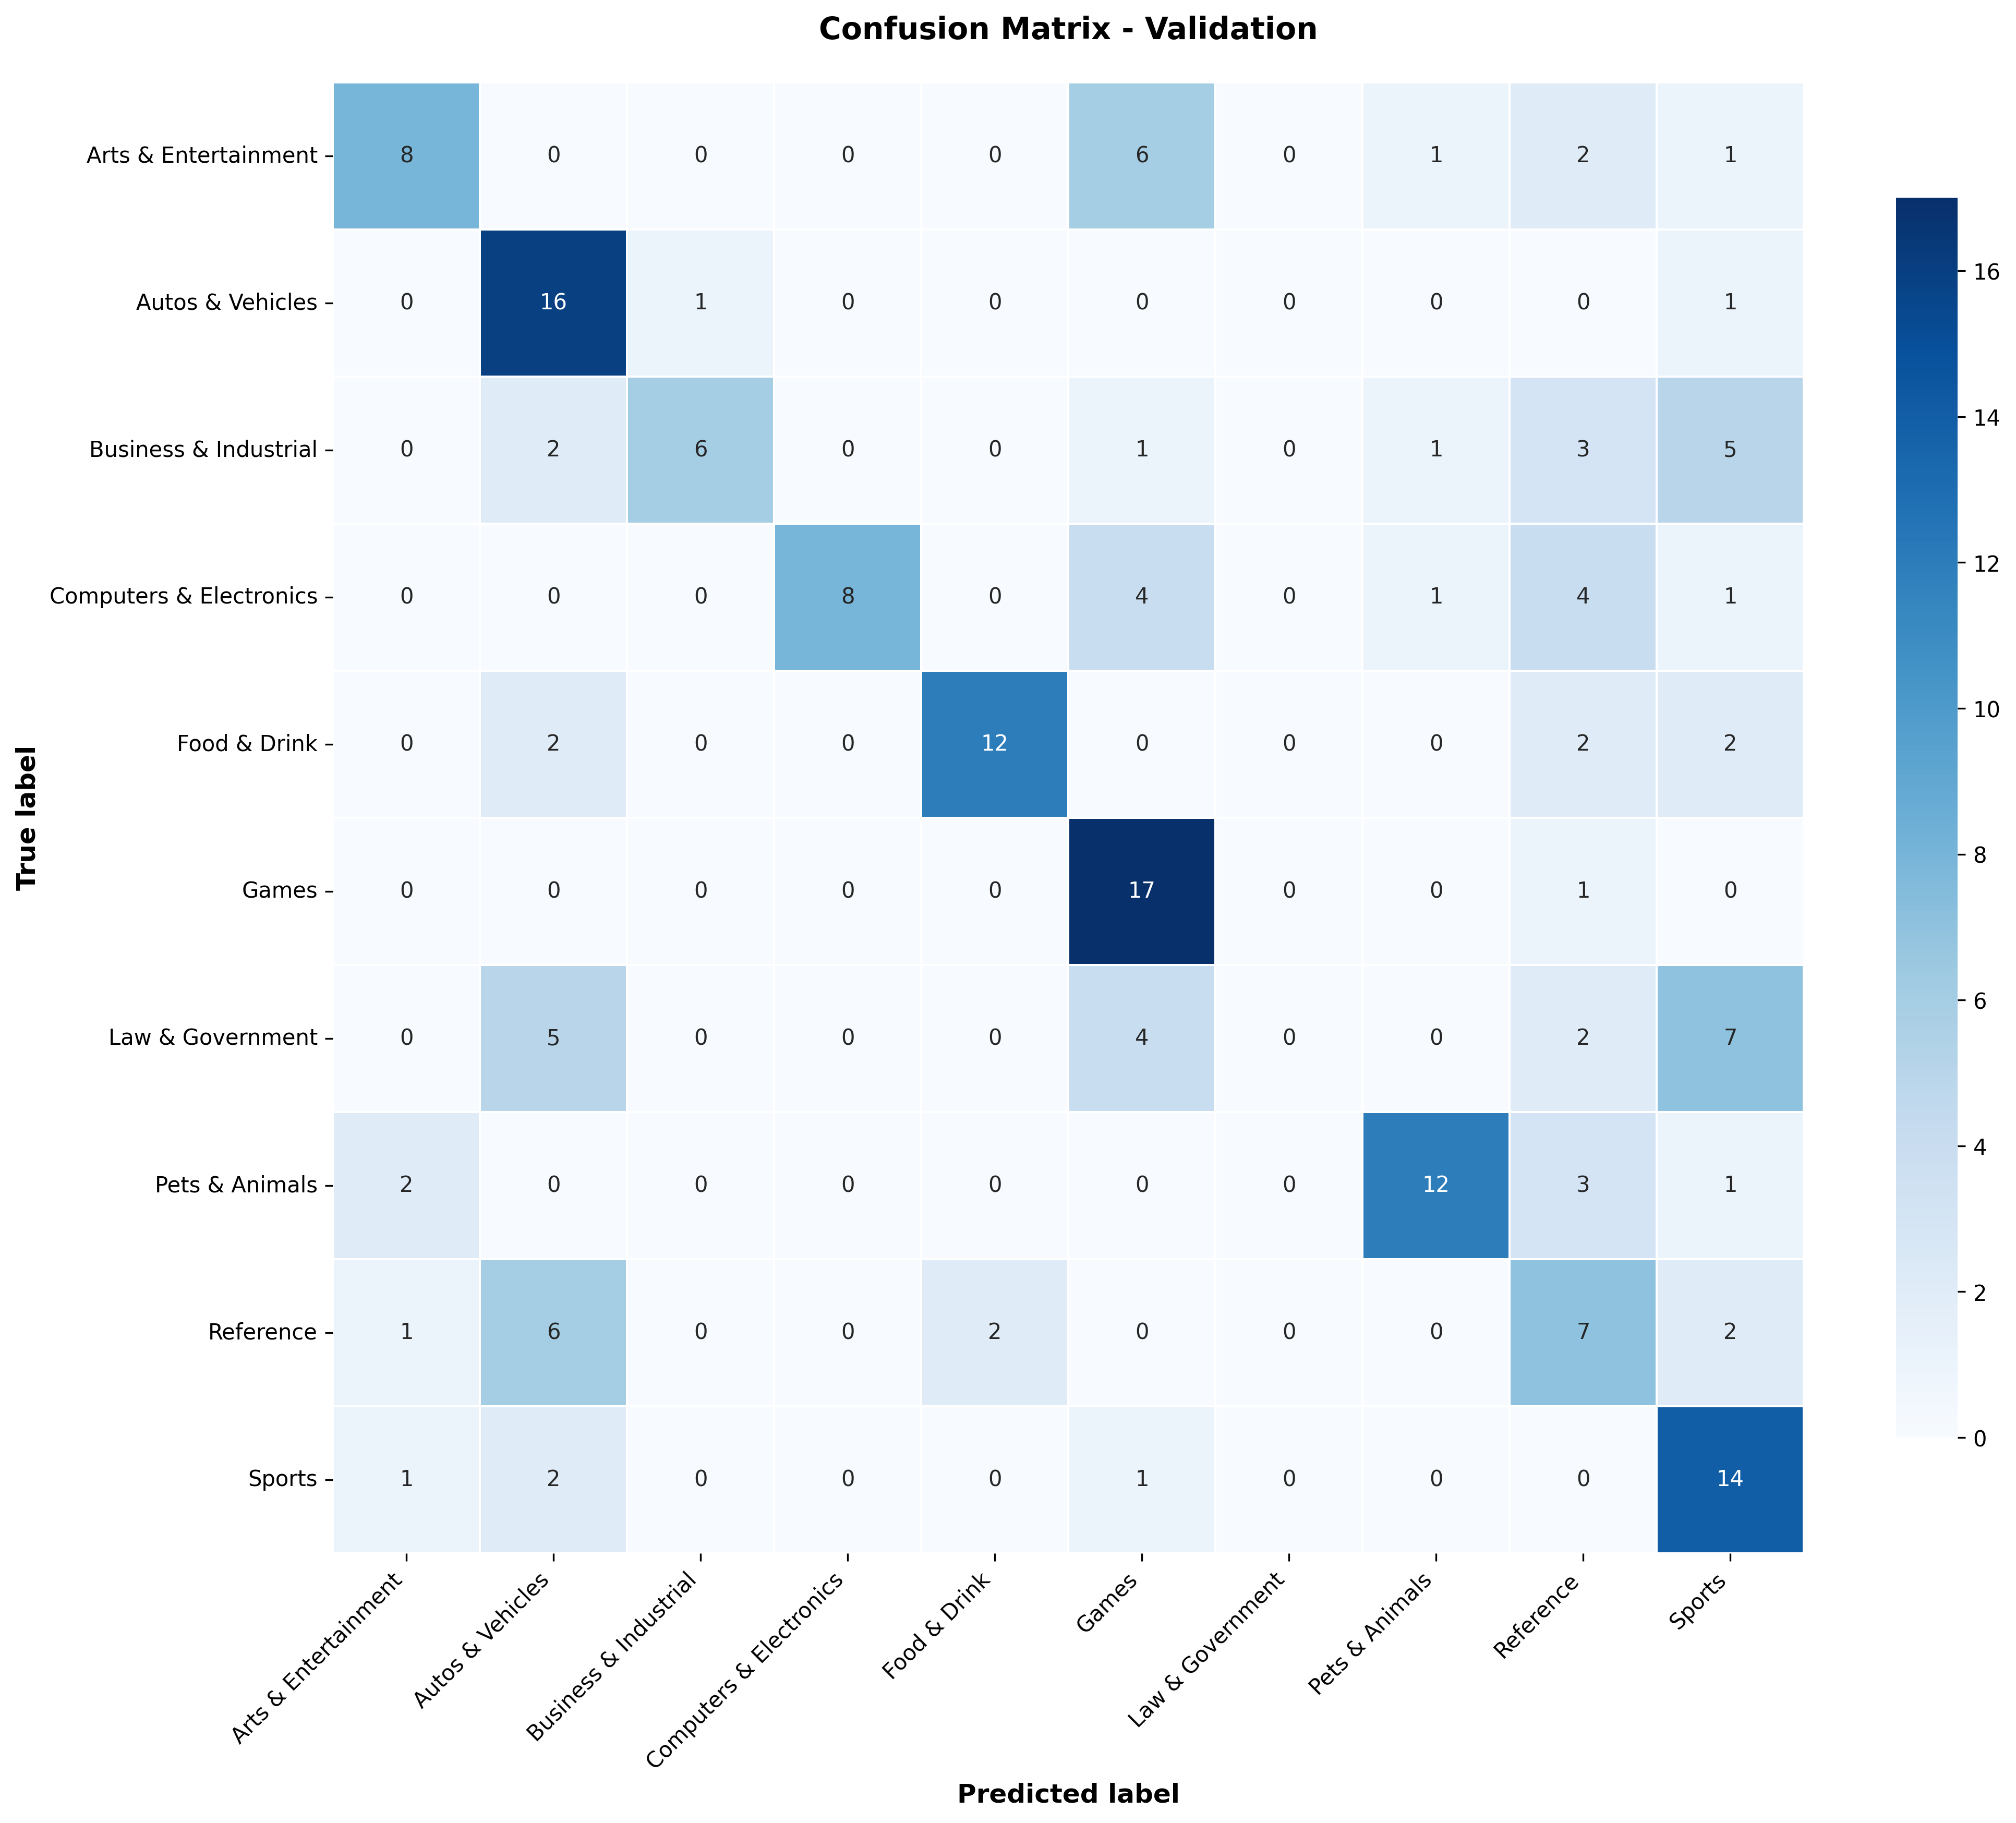 Confusion Matrix - Validation
Arts & Entertainment 8 0 0 0 0 6 0 1 2 1
Autos & Vehicles 0 16 1 0 0 0 0 0 0 1
Business & Industrial 0 2 6 0 0 1 0 1 3 5
Computers & Electronics 0 0 0 8 0 4 0 1 4 1
Food & Drink 0 2 0 0 12 0 0 0 2 2
Games 0 0 0 0 0 17 0 0 1 0
Law & Government 0 5 0 0 0 4 0 0 2 7
Pets & Animals 2 0 0 0 0 0 0 12 3 1
Reference 1 6 0 0 2 0 0 0 7 2
Sports 1 2 0 0 0 1 0 0 0 14
True label
Arts & Entertainment
Autos & Vehicles
Business & Industrial
Computers & Electronics
Food & Drink
Games
Law & Government
Pets & Animals
Reference
Sports
Predicted label
16
14
12
10
8
6
4
2
0